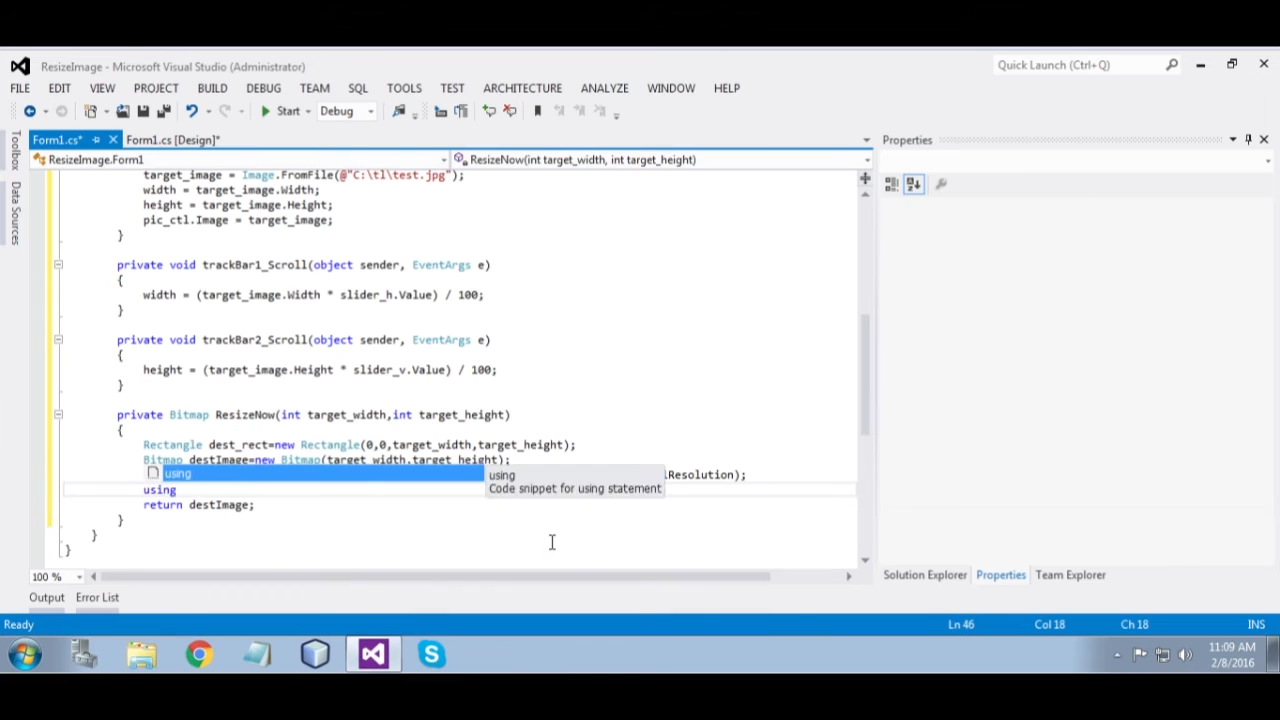 ResizeImage - Microsoft Visual Studio (Administrator)
Quick Launch (Ctrl+Q)
FILE EDIT VIEW PROJECT BUILD DEBUG TEAM SQL TOOLS TEST ARCHITECTURE ANALYZE WINDOW HELP
Start Debug
Toolbox
Data Sources
Form1.cs* Form1.cs [Design]*
ResizeImage.Form1 ResizeNow(int target_width, int target_height)
target_image = Image.FromFile(@"C:\tl\test.jpg");
width = target_image.Width;
height = target_image.Height;
pic_ctl.Image = target_image;
}
private void trackBar1_Scroll(object sender, EventArgs e)
{
width = (target_image.Width * slider_h.Value) / 100;
}
private void trackBar2_Scroll(object sender, EventArgs e)
{
height = (target_image.Height * slider_v.Value) / 100;
}
private Bitmap ResizeNow(int target_width,int target_height)
{
Rectangle dest_rect=new Rectangle(0,0,target_width,target_height);
Bitmap destImage=new Bitmap(target_width,target_height);
using
using
lResolution);
Code snippet for using statement
using
return destImage;
}
}
}
100 %
Output Error List
Properties
Solution Explorer Properties Team Explorer
Ready Ln 46 Col 18 Ch 18 INS
11:09 AM
2/8/2016